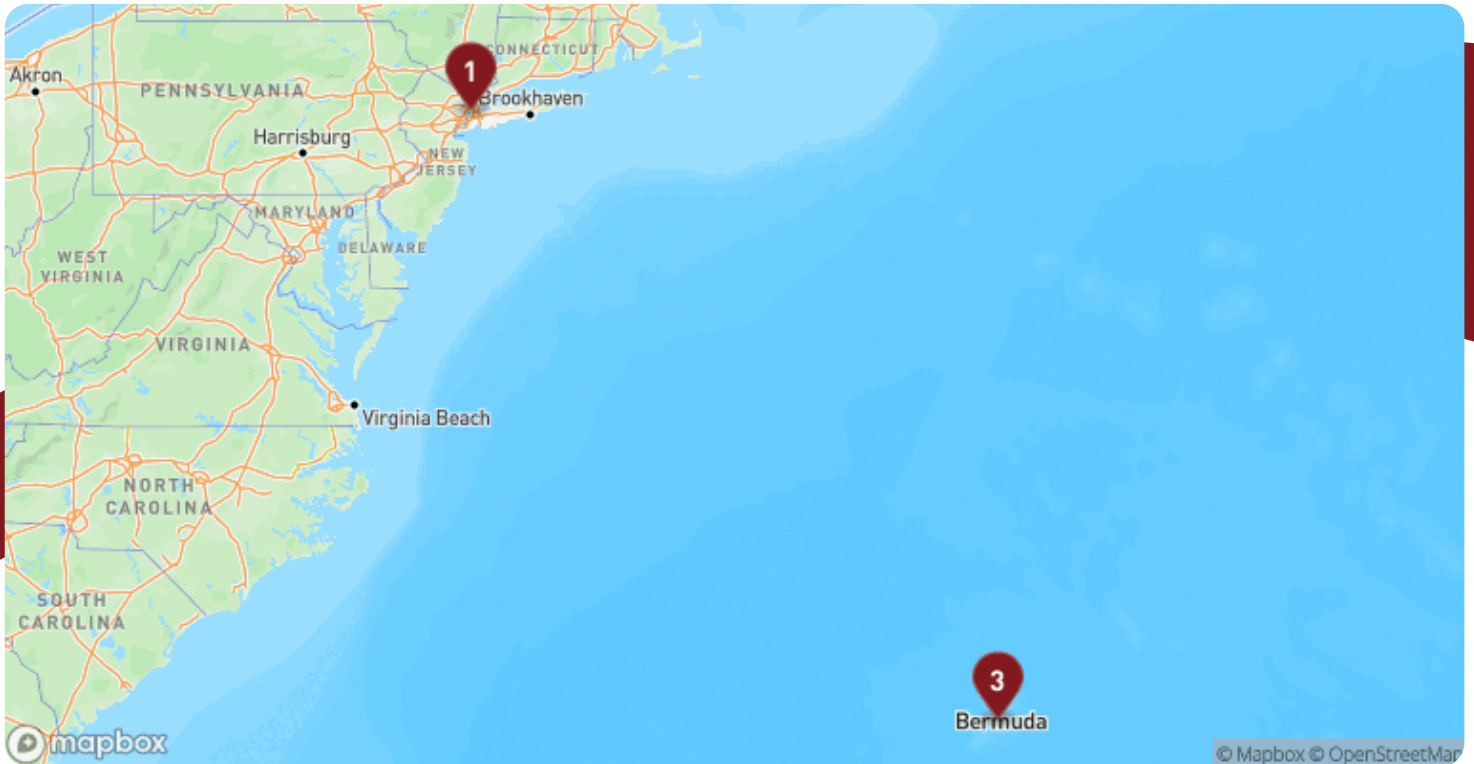 1
CONNECTICUT
Akron
PENNSYLVANIA
Brookhaven
Harrisburg
NEW
JERSEY
MARYLAND
DELAWARE
WEST
VIRGINIA
VIRGINIA
Virginia Beach
NORTH
CAROLINA
SOUTH
CAROLINA
3
Bermuda
mapbox
© Mapbox © OpenStreetMap